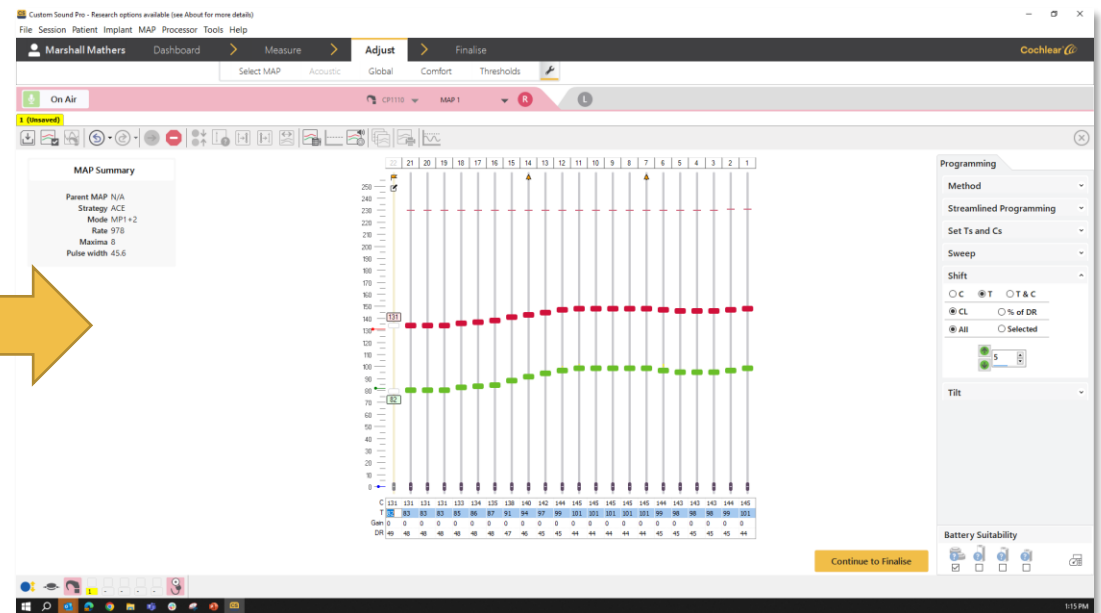 Custom Sound Pro - Research options available (see About for more details)
File Session Patient Implant MAP Processor Tools Help
Marshall Mathers Dashboard Measure Adjust Finalise Cochlear
Select MAP Acoustic Global Comfort Thresholds
On Air CP1110 MAP 1 R L
1 (Unsaved)
MAP Summary
Parent MAP N/A
Strategy ACE
Mode MP1+2
Rate 978
Maxima 8
Pulse width 45.6
22 21 20 19 18 17 16 15 14 13 12 11 10 9 8 7 6 5 4 3 2 1
250
240
230
220
210
200
190
180
170
160
150
140 131
130
120
110
100
90
80
70 82
60
50
40
30
20
10
0
C 131 131 131 131 133 134 135 138 140 142 144 145 145 145 145 145 144 143 143 143 144 145
T 82 83 83 83 85 86 87 91 94 97 99 101 101 101 101 101 99 98 98 98 99 101
Gain 0 0 0 0 0 0 0 0 0 0 0 0 0 0 0 0 0 0 0 0 0 0
DR 49 48 48 48 48 48 48 47 46 45 45 44 44 44 44 44 45 45 45 45 45 44
Programming
Method
Streamlined Programming
Set Ts and Cs
Sweep
Shift
C T T & C
CL % of DR
All Selected
5
Tilt
Battery Suitability
Continue to Finalise
1
1:15 PM